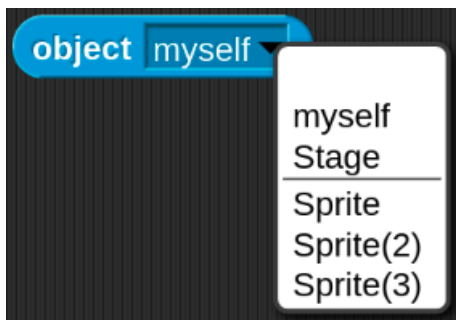 object myself
myself
Stage
Sprite
Sprite(2)
Sprite(3)